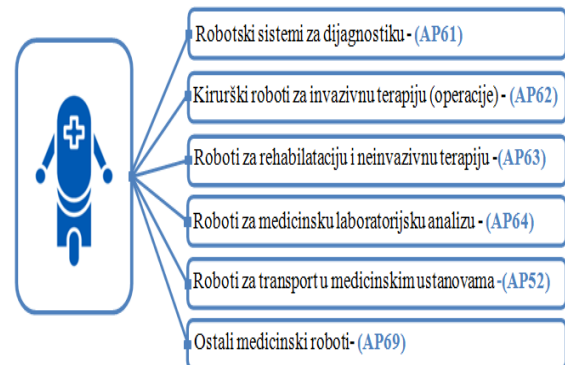 Robotski sistemi za dijagnostiku - (AP61)
Kirurški roboti za invazivnu terapiju (operacije) - (AP62)
Roboti za rehabilataciju i neinvazivnu terapiju -(AP63)
Roboti za medicinsku laboratorijsku analizu - (AP64)
Roboti za transport u medicinskim ustanovama -(AP52)
Ostali medicinski roboti- (AP69)